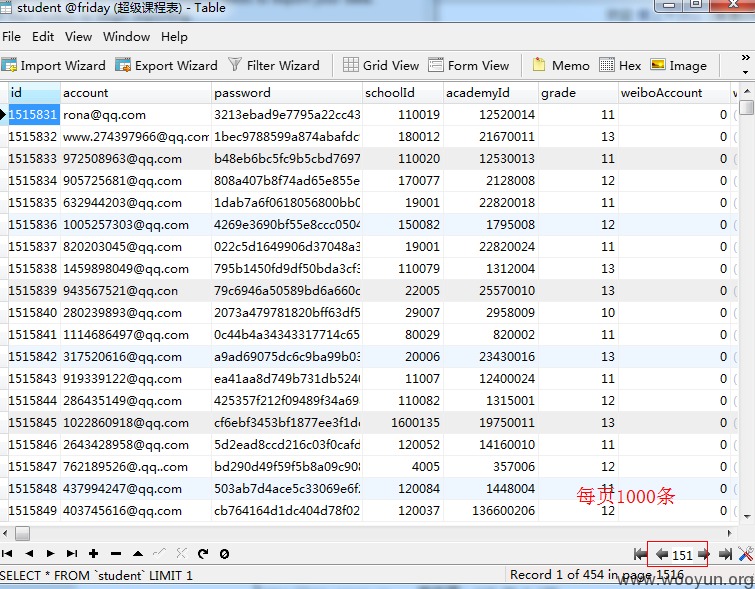 student @friday (超级课程表) - Table
File Edit View Window Help
Import Wizard Export Wizard Filter Wizard Grid View Form View Memo Hex Image »
id account password schoolId academyId grade weiboAccount
1515831 rona@qq.com 3213ebad9e7795a22cc43 110019 12520014 11 0
1515832 www.274397966@qq.com 1bec9788599a874abafdc 180012 21670011 13 0
1515833 972508963@qq.com b48eb6bc5fc9b5cbd7697 110020 12530013 11 0
1515834 905725681@qq.com 808a407b8f74ad65e855e 170077 2128008 12 0
1515835 632944203@qq.com 1dab7a6f0618056800bb0 19001 22820018 11 0
1515836 1005257303@qq.com 4269e3690bf55e8ccc0504 150082 1795008 12 0
1515837 820203045@qq.com 022c5d1649906d37048a3 19001 22820024 11 0
1515838 1459898049@qq.com 795b1450fd9df50bda3cf3 110079 1312004 13 0
1515839 943567521@qq.con 79c6946a50589bd6a660c 22005 25570010 13 0
1515840 280239893@qq.com 2073a479781820bff63df5 29007 2958009 10 0
1515841 1114686497@qq.com 0c44b4a34343317714c65 80029 820002 11 0
1515842 317520616@qq.com a9ad69075dc6c9ba99b03 20006 23430016 13 0
1515843 919339122@qq.com ea41aa8d749b731db524 11007 12400024 11 0
1515844 286435149@qq.com 425357f212f09489f34a69 110082 1315001 12 0
1515845 1022860918@qq.com cf6ebf3453bf1877ee3f1d 1600135 19750011 13 0
1515846 2643428958@qq.com 5d2ead8ccd216c03f0cafd 120052 14160010 11 0
1515847 762189526@.qq.com bd290d49f59f5b8a09c90 4005 357006 12 0
1515848 437994247@qq.com 503ab7d4ace5c33069e6f 120084 1448004 11 0
每页1000条
1515849 403745616@qq.com cb764164d1dc404d78f02 120037 136600206 12 0
151
SELECT * FROM `student` LIMIT 1 Record 1 of 454 in page 1516
www.wooyun.org